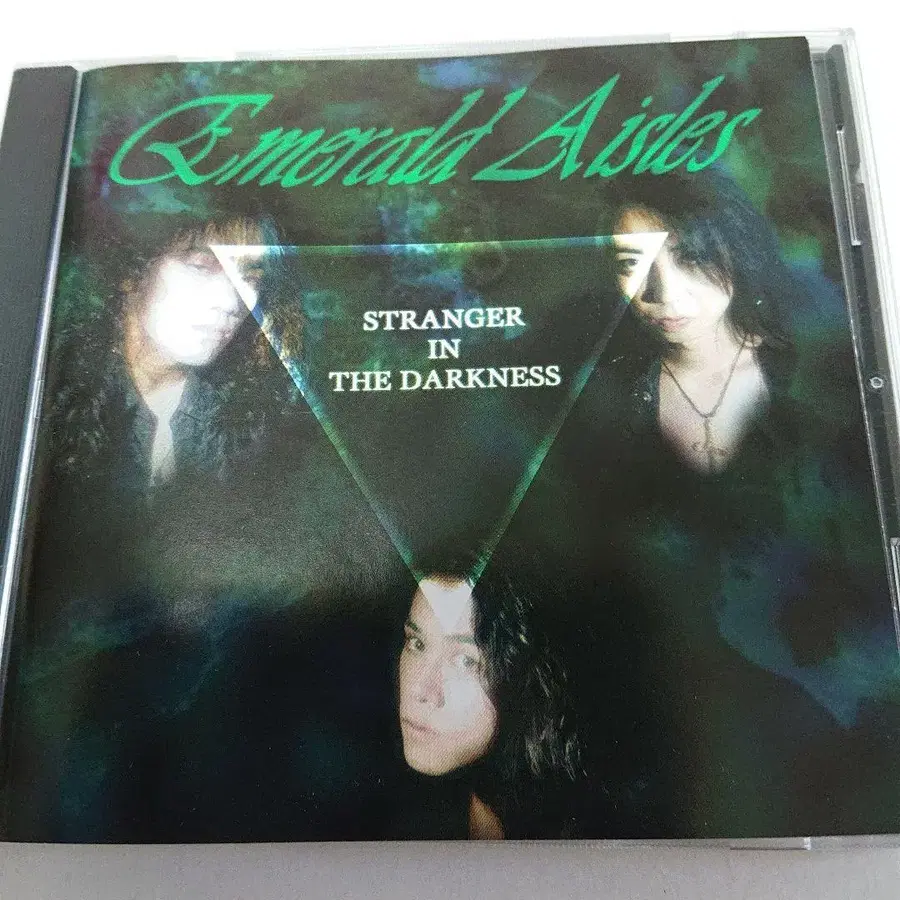 Emerald Aisles
STRANGER
IN
THE DARKNESS